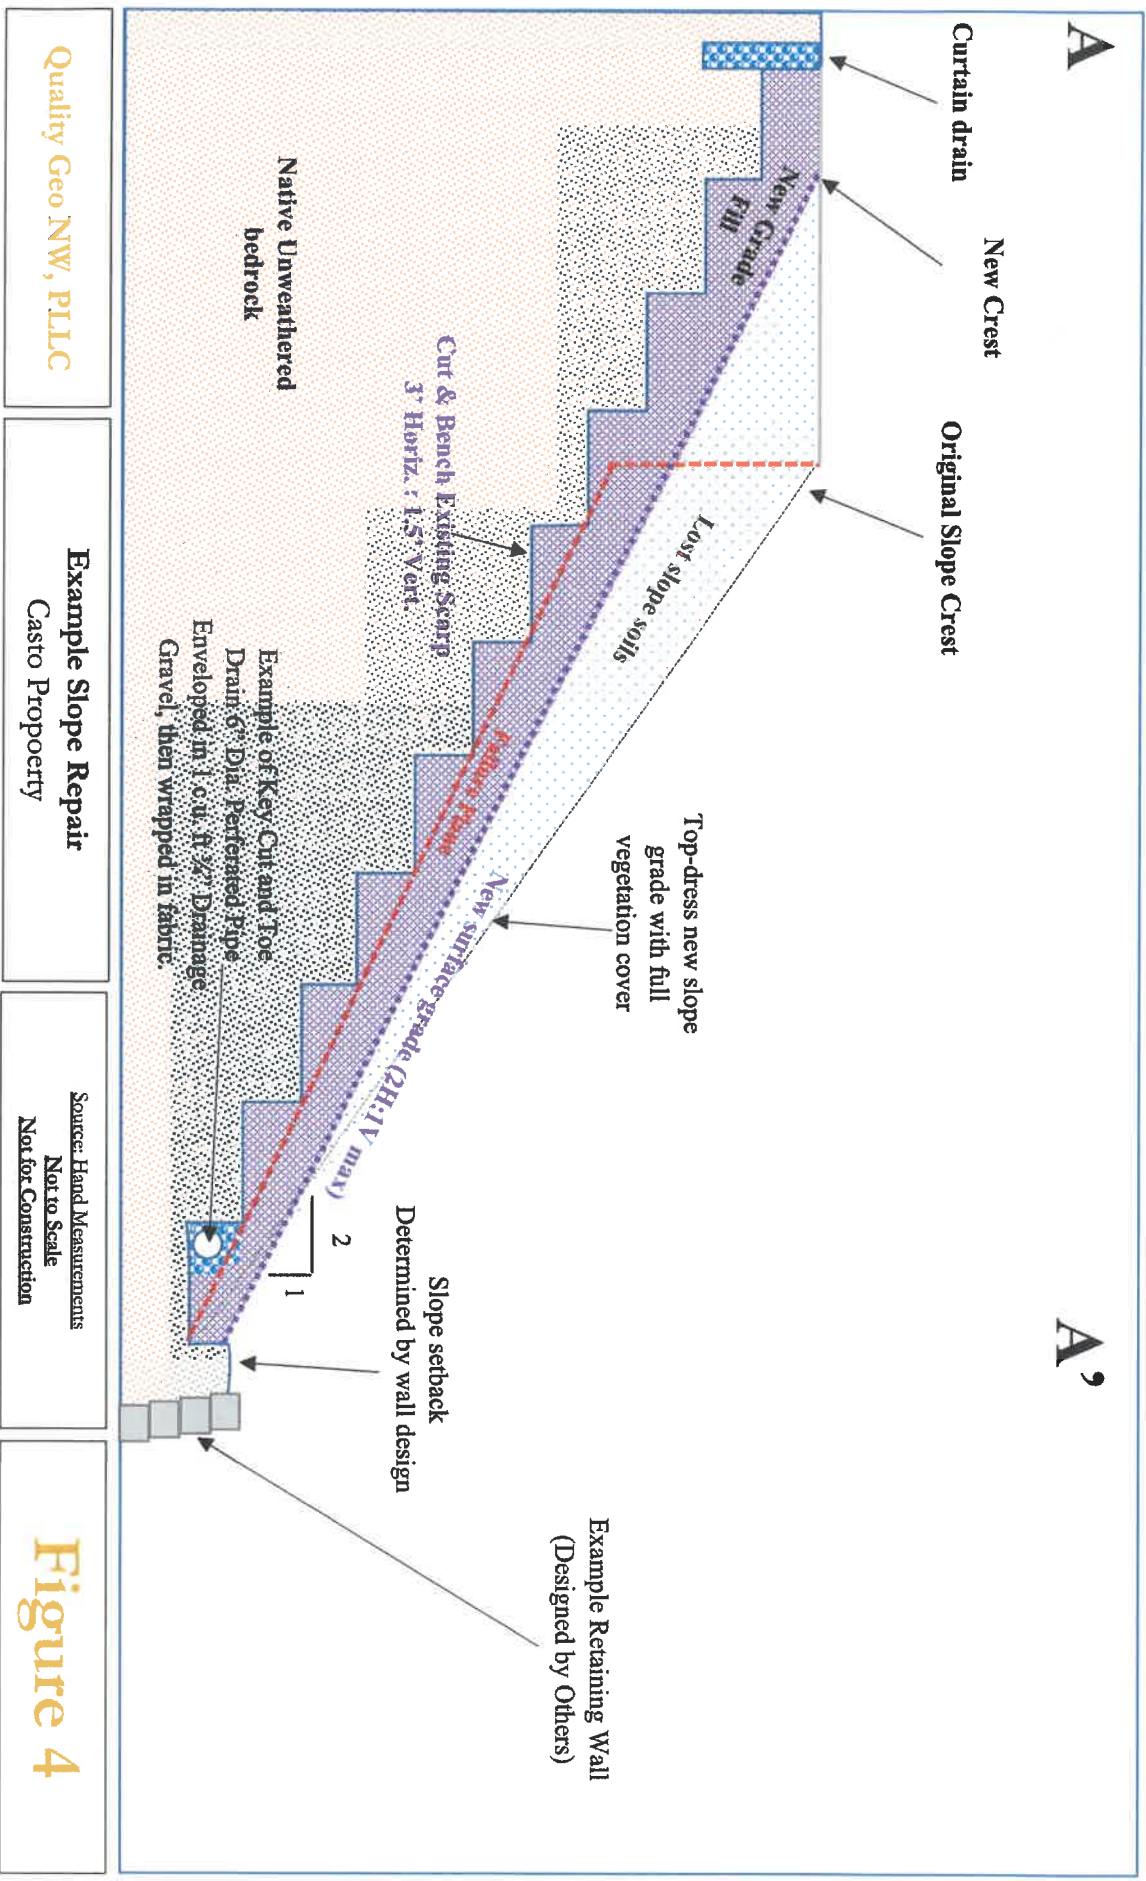 A
A’
Curtain drain
New Crest
Original Slope Crest
New Grade
Fill
Lost slope soils
Top-dress new slope
grade with full
vegetation cover
Native Unweathered
bedrock
Cut & Bench Existing Scarp
3’ Horiz. : 1.5’ Vert.
Failure Plane
New surface grade (2H:1V max)
2
1
Slope setback
Determined by wall design
Example Retaining Wall
(Designed by Others)
Example of Key Cut and Toe
Drain 6” Dia. Perforated Pipe
Enveloped in 1 c.u. ft ¾” Drainage
Gravel, then wrapped in fabric.
Quality Geo NW, PLLC
Example Slope Repair
Casto Propoerty
Source: Hand Measurements
Not to Scale
Not for Construction
Figure 4